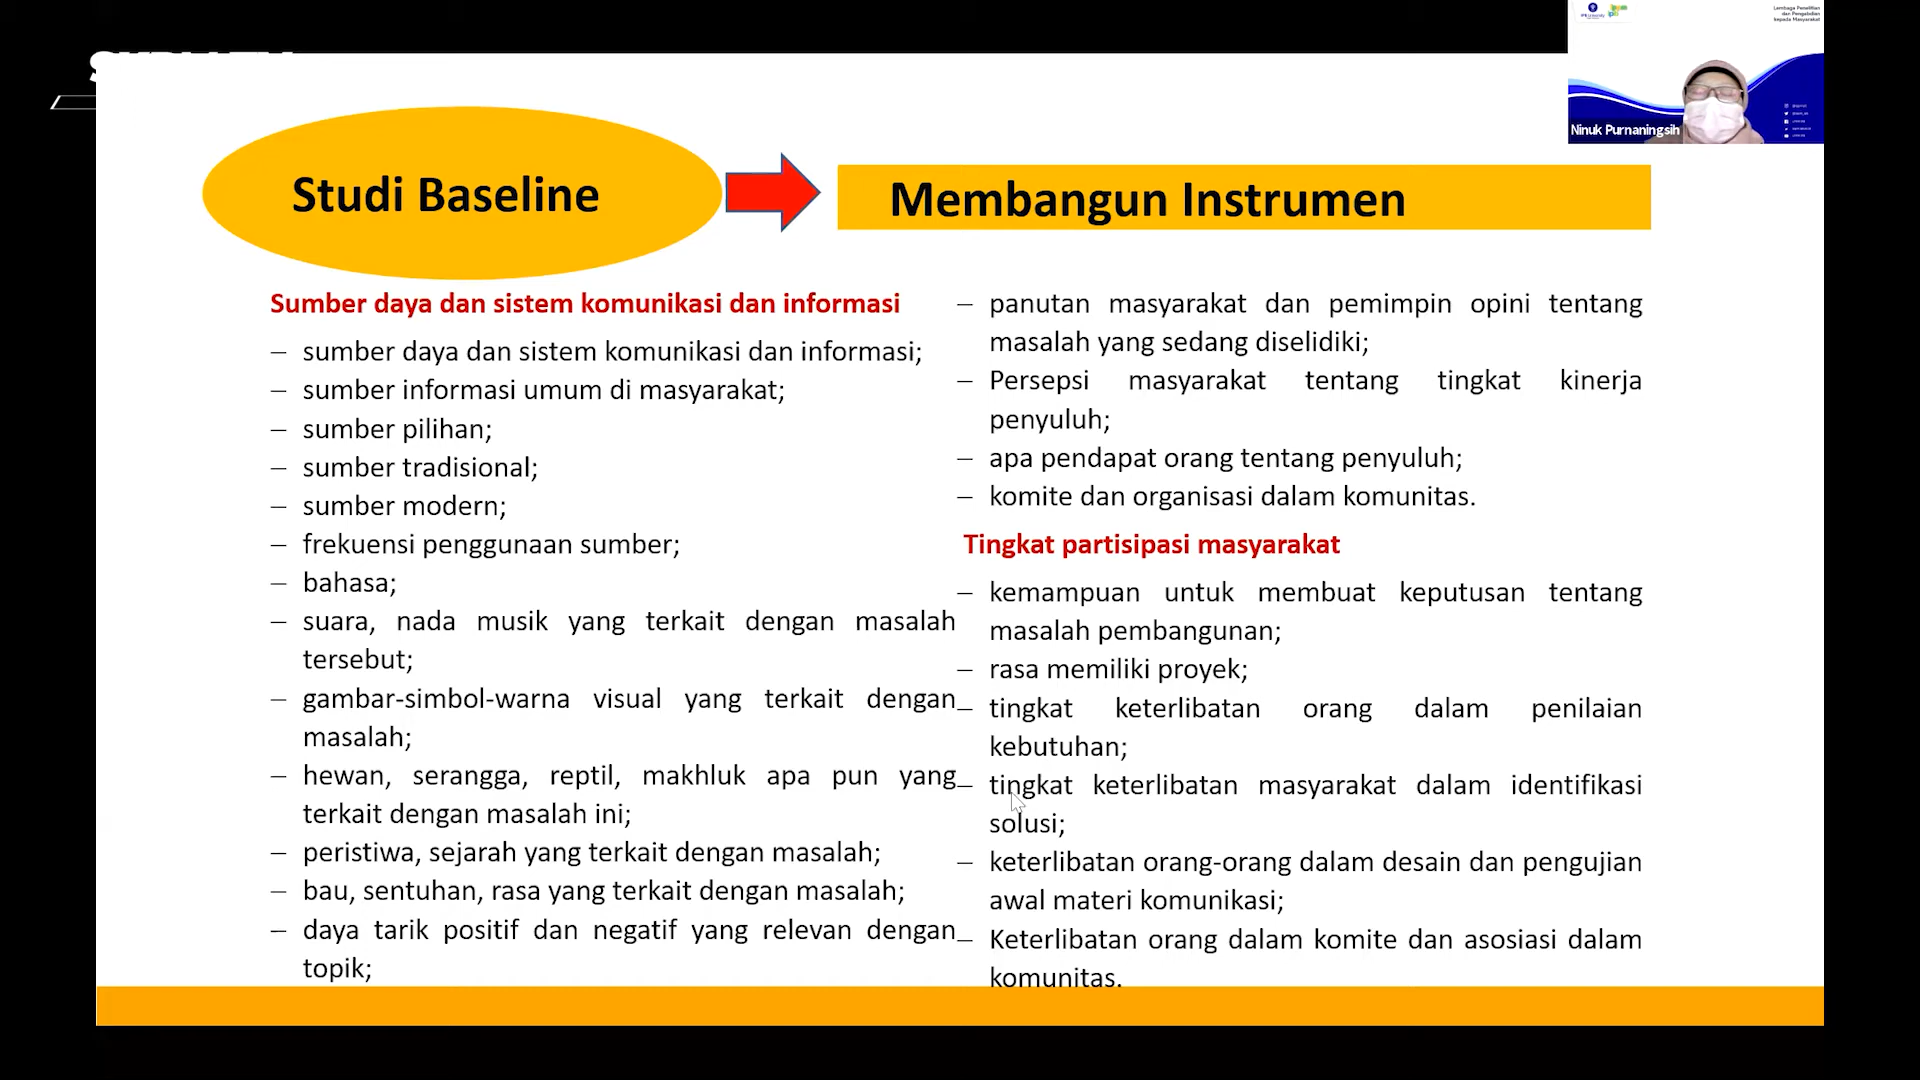 Lembaga Penelitian
dan Pengabdian
kepada Masyarakat
Ninuk Purnaningsih
Studi Baseline
Membangun Instrumen
Sumber daya dan sistem komunikasi dan informasi
– sumber daya dan sistem komunikasi dan informasi;
– sumber informasi umum di masyarakat;
– sumber pilihan;
– sumber tradisional;
– sumber modern;
– frekuensi penggunaan sumber;
– bahasa;
– suara, nada musik yang terkait dengan masalah
tersebut;
– gambar-simbol-warna visual yang terkait dengan
masalah;
– hewan, serangga, reptil, makhluk apa pun yang
terkait dengan masalah ini;
– peristiwa, sejarah yang terkait dengan masalah;
– bau, sentuhan, rasa yang terkait dengan masalah;
– daya tarik positif dan negatif yang relevan dengan
topik;
– panutan masyarakat dan pemimpin opini tentang
masalah yang sedang diselidiki;
– Persepsi masyarakat tentang tingkat kinerja
penyuluh;
– apa pendapat orang tentang penyuluh;
– komite dan organisasi dalam komunitas.
Tingkat partisipasi masyarakat
– kemampuan untuk membuat keputusan tentang
masalah pembangunan;
– rasa memiliki proyek;
– tingkat keterlibatan orang dalam penilaian
kebutuhan;
– tingkat keterlibatan masyarakat dalam identifikasi
solusi;
– keterlibatan orang-orang dalam desain dan pengujian
awal materi komunikasi;
– Keterlibatan orang dalam komite dan asosiasi dalam
komunitas.